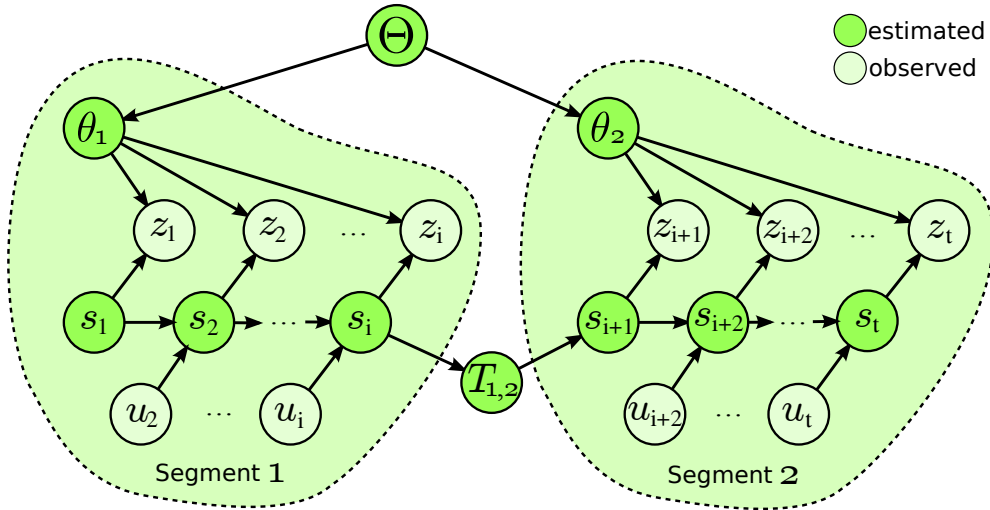 Θ
estimated
observed
θ₁
θ₂
z₁ z₂ ... zᵢ
zᵢ₊₁ zᵢ₊₂ ... zₜ
s₁ s₂ ... sᵢ
sᵢ₊₁ sᵢ₊₂ ... sₜ
T₁,₂
u₂ ... uᵢ
uᵢ₊₂ ... uₜ
Segment 1
Segment 2